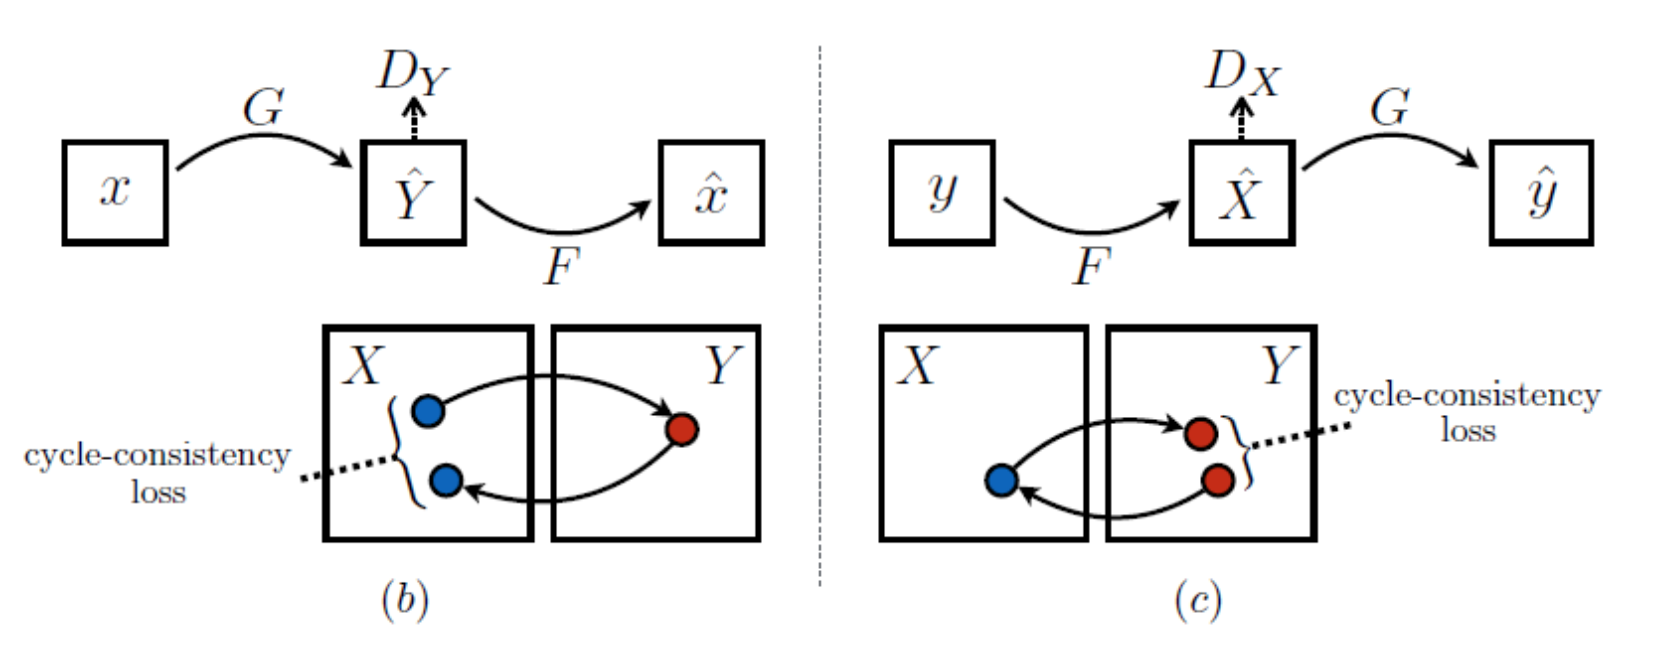 D_Y
G
x
Ŷ
x̂
F
X
Y
cycle-consistency
loss
(b)
D_X
G
y
X̂
ŷ
F
X
Y
cycle-consistency
loss
(c)